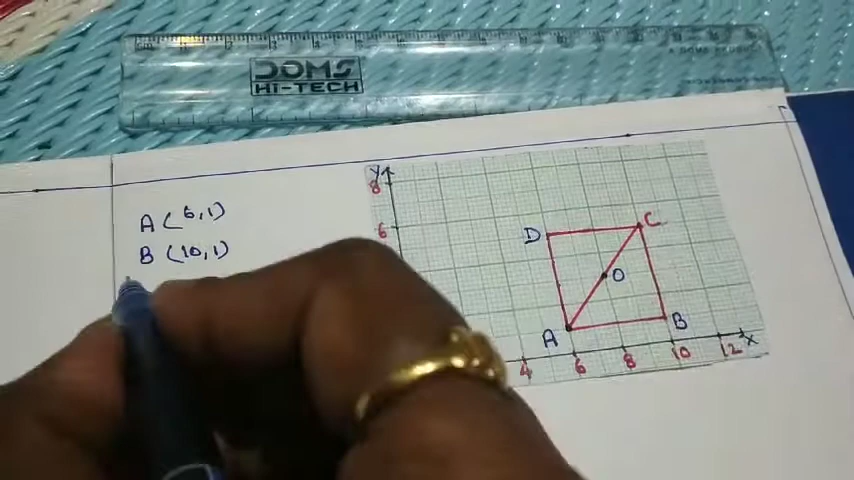 DOMS
HI-TECH
A (6,1)
B (10,1)
Y
8
6
D
C
O
A
B
4
6
8
10
12
X